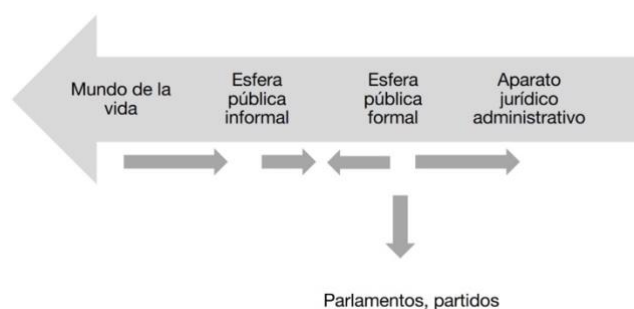 Mundo de la
vida
Esfera
pública
informal
Esfera
pública
formal
Aparato
jurídico
administrativo
Parlamentos, partidos